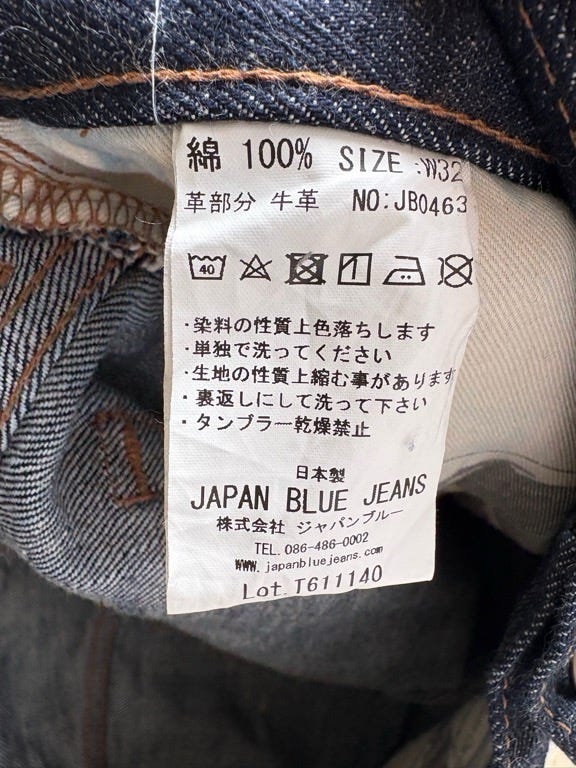 綿 100% SIZE :W32
革部分 牛革 NO:JB0463
40
・染料の性質上色落ちします
・単独で洗ってください
・生地の性質上縮む事があります
・裏返しにして洗って下さい
・タンブラー乾燥禁止
日本製
JAPAN BLUE JEANS
株式会社 ジャパンブルー
TEL. 086-486-0002
www.japanbluejeans.com
Lot.T611140